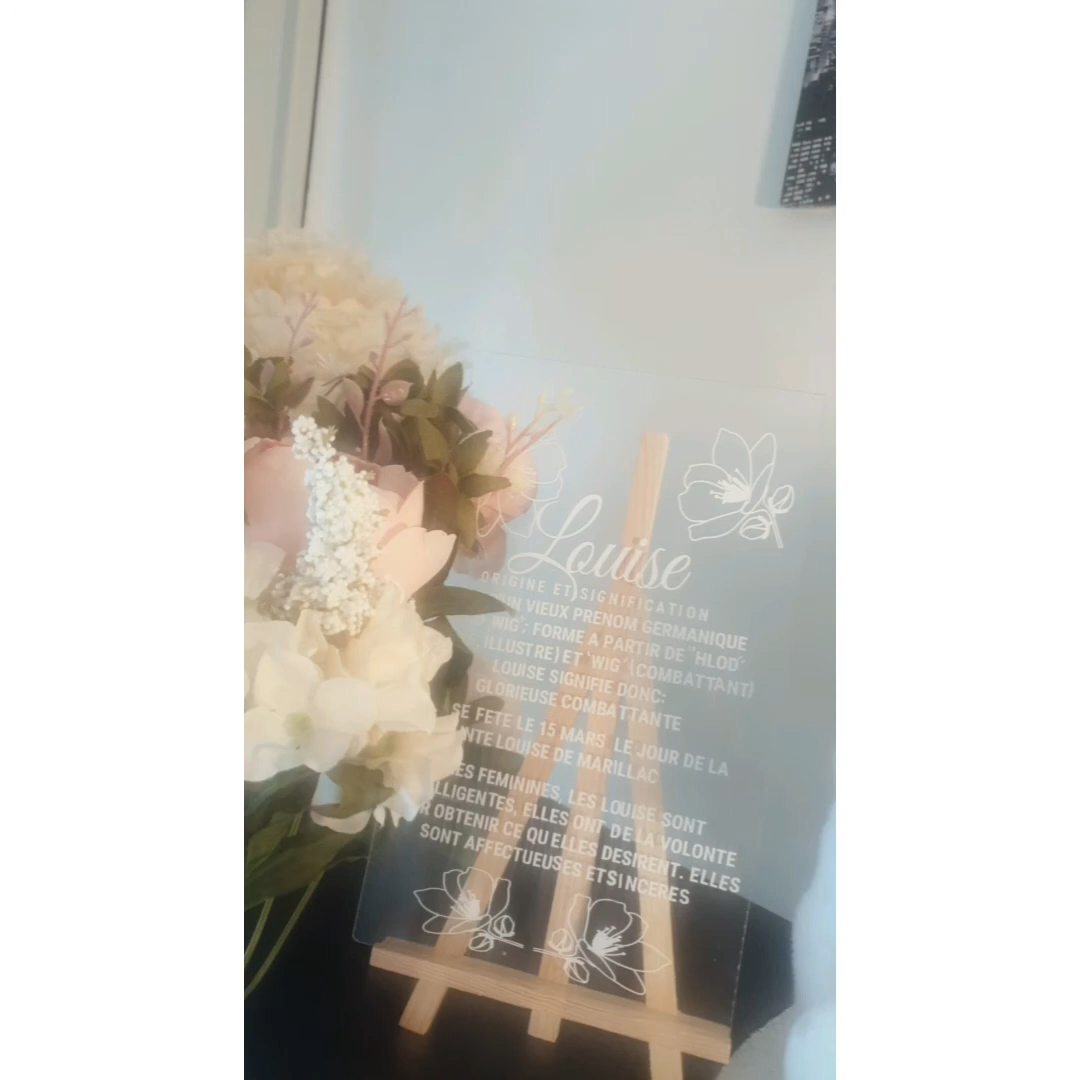 Louise
ORIGINE ET SIGNIFICATION
VIEUX PRENOM GERMANIQUE
WIG"; FORME A PARTIR DE "HLOD"
ILLUSTRE) ET "WIG" (COMBATTANT)
LOUISE SIGNIFIE DONC:
GLORIEUSE COMBATTANTE
SE FETE LE 15 MARS, LE JOUR DE LA
LOUISE DE MARILLAC
FEMININES, LES LOUISE SONT
ELLES ONT DE LA VOLONTE
OBTENIR CE QU ELLES DESIRENT. ELLES
SONT AFFECTUEUSES ET SINCERES